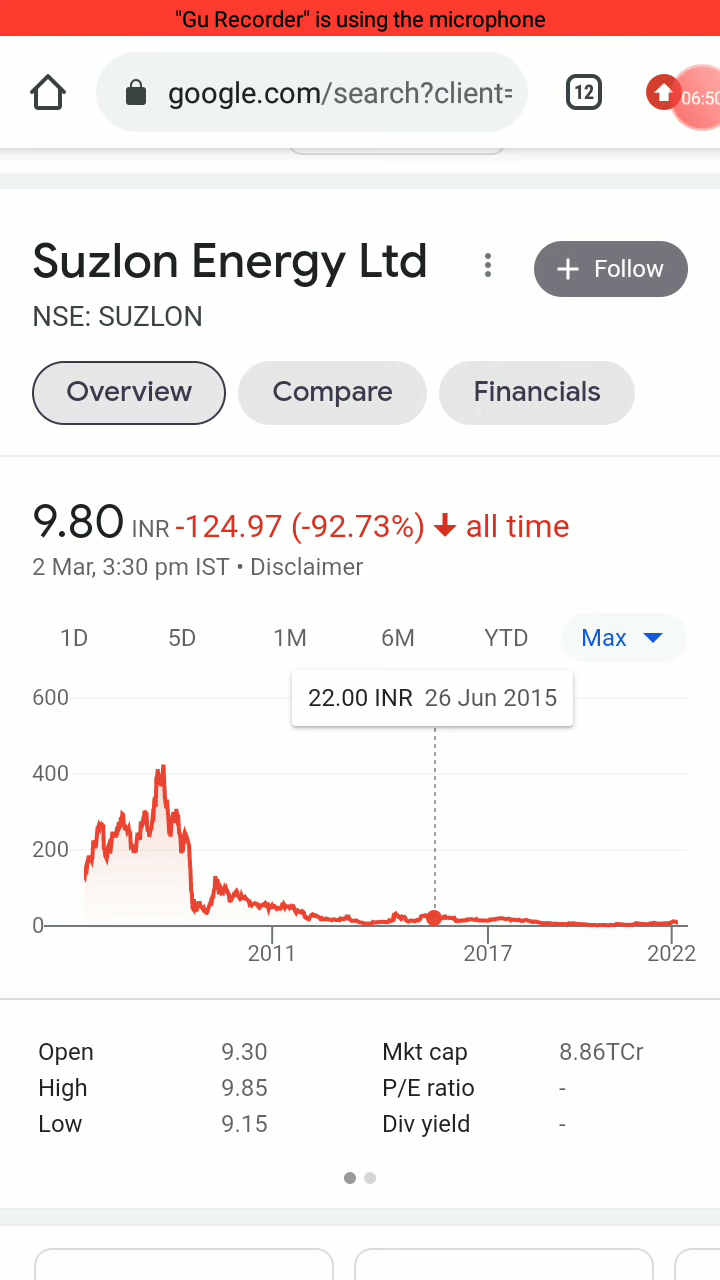 "Gu Recorder" is using the microphone
google.com/search?client=
12
06:50
Suzlon Energy Ltd
Follow
NSE: SUZLON
Overview Compare Financials
9.80 INR -124.97 (-92.73%) all time
2 Mar, 3:30 pm IST • Disclaimer
1D 5D 1M 6M YTD Max
22.00 INR 26 Jun 2015
600
400
200
0
2011 2017 2022
Open 9.30 Mkt cap 8.86TCr
High 9.85 P/E ratio -
Low 9.15 Div yield -